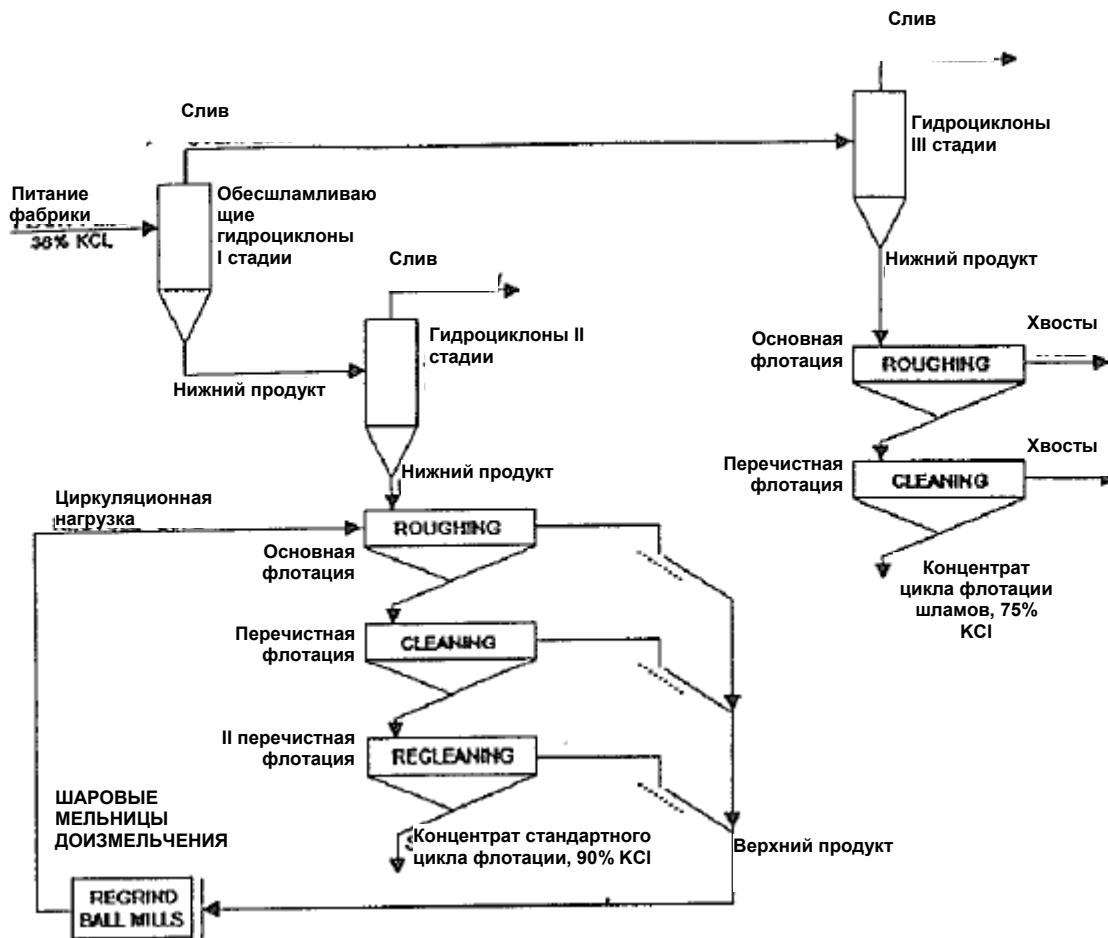 Слив
Гидроциклоны
III стадии
Слив
Питание
фабрики
36% KCL
Обесшламливаю
щие
гидроциклоны
I стадии
Нижний продукт
Слив
Гидроциклоны II
стадии
Нижний продукт
Основная
флотация
ROUGHING
Хвосты
Перечистная
флотация
CLEANING
Хвосты
Концентрат
цикла флотации
шламов, 75%
KCl
Нижний продукт
Циркуляционная
нагрузка
ROUGHING
Основная
флотация
Перечистная
флотация
CLEANING
II перечистная
флотация
REGLEANING
ШАРОВЫЕ
МЕЛЬНИЦЫ
ДОИЗМЕЛЬЧЕНИЯ
Концентрат стандартного
цикла флотации, 90% KCl
Верхний продукт
REGRIND
BALL MILLS